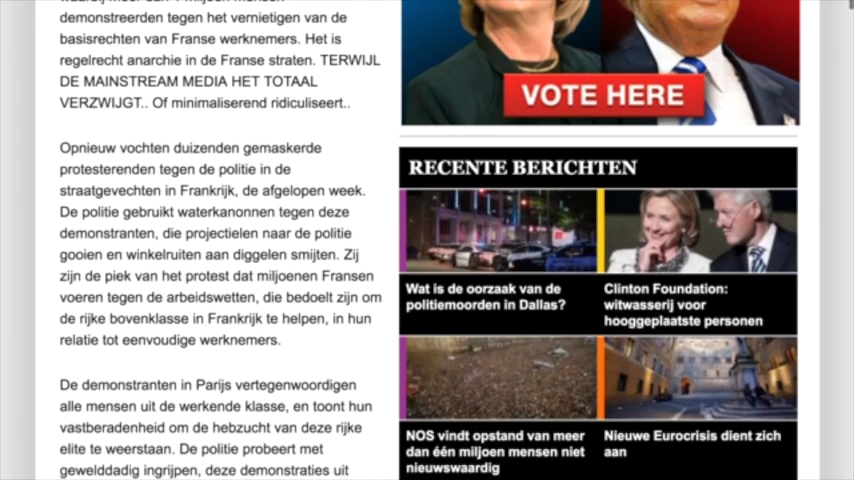 demonstreerden tegen het vernietigen van de
basisrechten van Franse werknemers. Het is
regelrecht anarchie in de Franse straten. TERWIJL
DE MAINSTREAM MEDIA HET TOTAAL
VERZWIJGT.. Of minimaliserend ridiculiseert..
Opnieuw vochten duizenden gemaskerde
protesterenden tegen de politie in de
straatgevechten in Frankrijk, de afgelopen week.
De politie gebruikt waterkanonnen tegen deze
demonstranten, die projectielen naar de politie
gooien en winkelruiten aan diggelen smijten. Zij
zijn de piek van het protest dat miljoenen Fransen
voeren tegen de arbeidswetten, die bedoelt zijn om
de rijke bovenklasse in Frankrijk te helpen, in hun
relatie tot eenvoudige werknemers.
De demonstranten in Parijs vertegenwoordigen
alle mensen uit de werkende klasse, en toont hun
vastberadenheid om de hebzucht van deze rijke
elite te weerstaan. De politie probeert met
gewelddadig ingrijpen, deze demonstraties uit
VOTE HERE
RECENTE BERICHTEN
Wat is de oorzaak van de
politiemoorden in Dallas?
Clinton Foundation:
witwasserij voor
hooggeplaatste personen
NOS vindt opstand van meer
dan één miljoen mensen niet
nieuwswaardig
Nieuwe Eurocrisis dient zich
aan